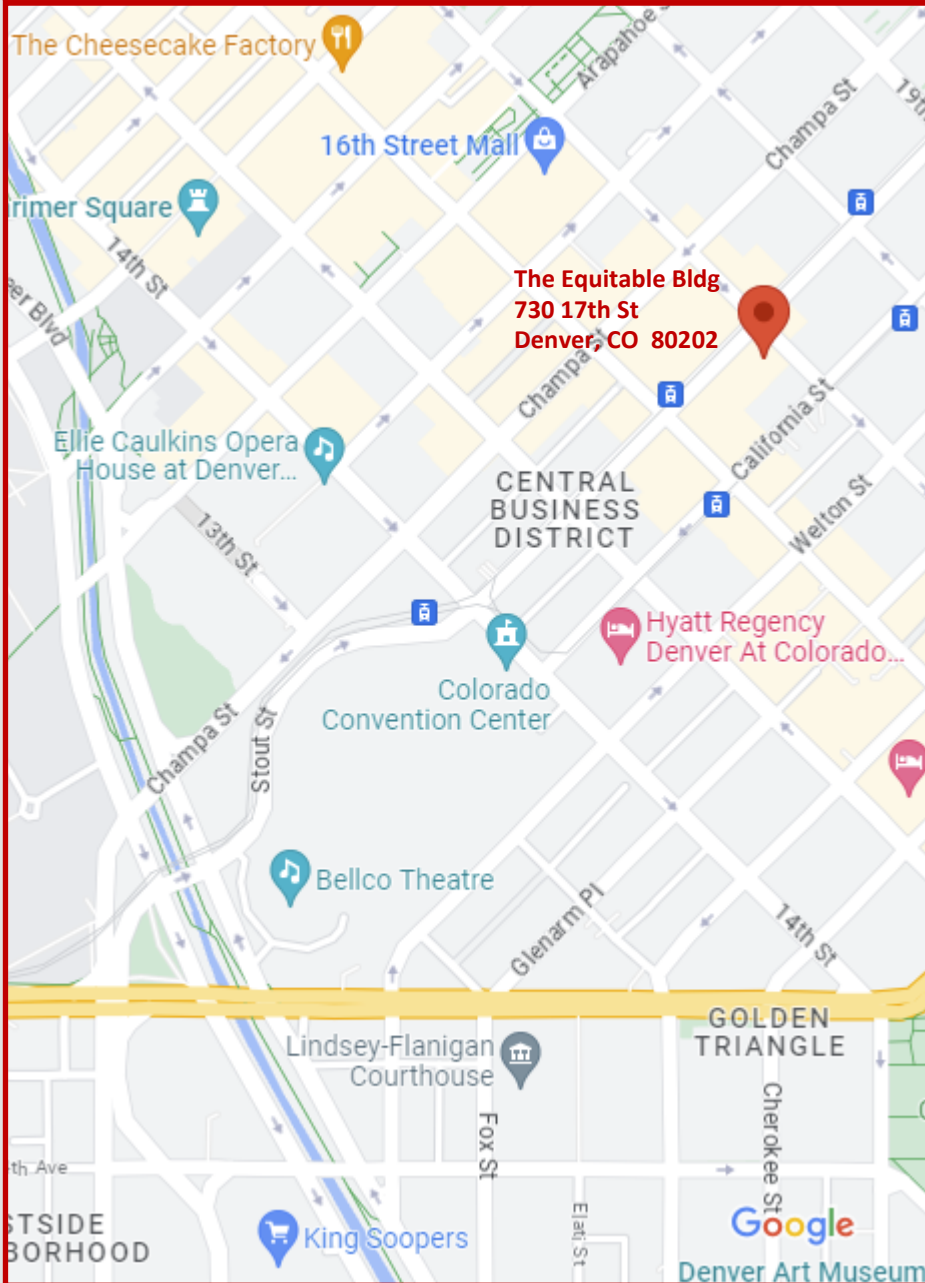 The Cheesecake Factory
Arapahoe
19th
Champa St
16th Street Mall
rimer Square
14th St
eer Blvd
The Equitable Bldg
730 17th St
Denver, CO 80202
Champa St
California St
Ellie Caulkins Opera
House at Denver...
CENTRAL
BUSINESS
DISTRICT
Welton St
13th St
Hyatt Regency
Denver At Colorado...
Colorado
Convention Center
Champa St
Stout St
Bellco Theatre
Glenarm Pl
14th St
GOLDEN
TRIANGLE
Lindsey-Flanigan
Courthouse
Fox St
Cherokee St
th Ave
Elati St
STSIDE
BORHOOD
King Soopers
Google
Denver Art Museum